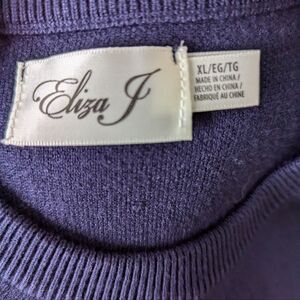 Eliza J
XL/EG/TG
MADE IN CHINA/
HECHO EN CHINA/
FABRIQUÉ AU CHINE